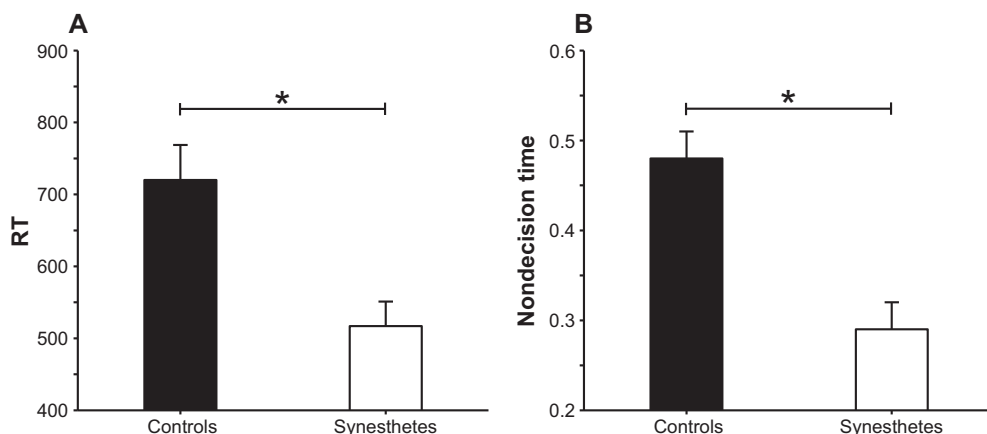 A
RT
900
800
700
600
500
400
*
Controls
Synesthetes
B
Nondecision time
0.6
0.5
0.4
0.3
0.2
*
Controls
Synesthetes